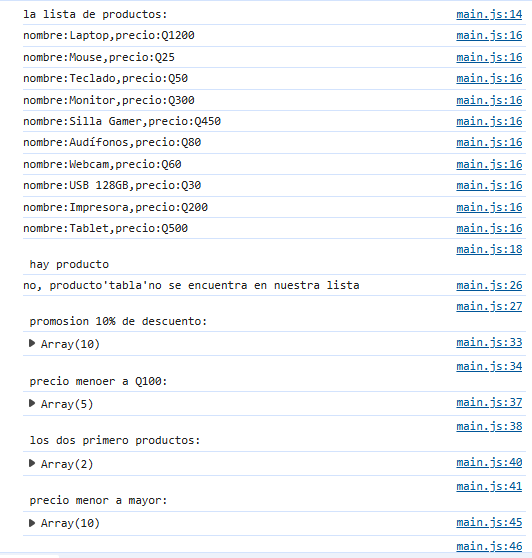 la lista de productos: main.js:14
nombre:Laptop,precio:Q1200 main.js:16
nombre:Mouse,precio:Q25 main.js:16
nombre:Teclado,precio:Q50 main.js:16
nombre:Monitor,precio:Q300 main.js:16
nombre:Silla Gamer,precio:Q450 main.js:16
nombre:Audífonos,precio:Q80 main.js:16
nombre:Webcam,precio:Q60 main.js:16
nombre:USB 128GB,precio:Q30 main.js:16
nombre:Impresora,precio:Q200 main.js:16
nombre:Tablet,precio:Q500 main.js:16
main.js:18
hay producto
no, producto'tabla'no se encuentra en nuestra lista main.js:26
main.js:27
promosion 10% de descuento:
Array(10) main.js:33
main.js:34
precio menoer a Q100:
Array(5) main.js:37
main.js:38
los dos primero productos:
Array(2) main.js:40
main.js:41
precio menor a mayor:
Array(10) main.js:45
main.js:46